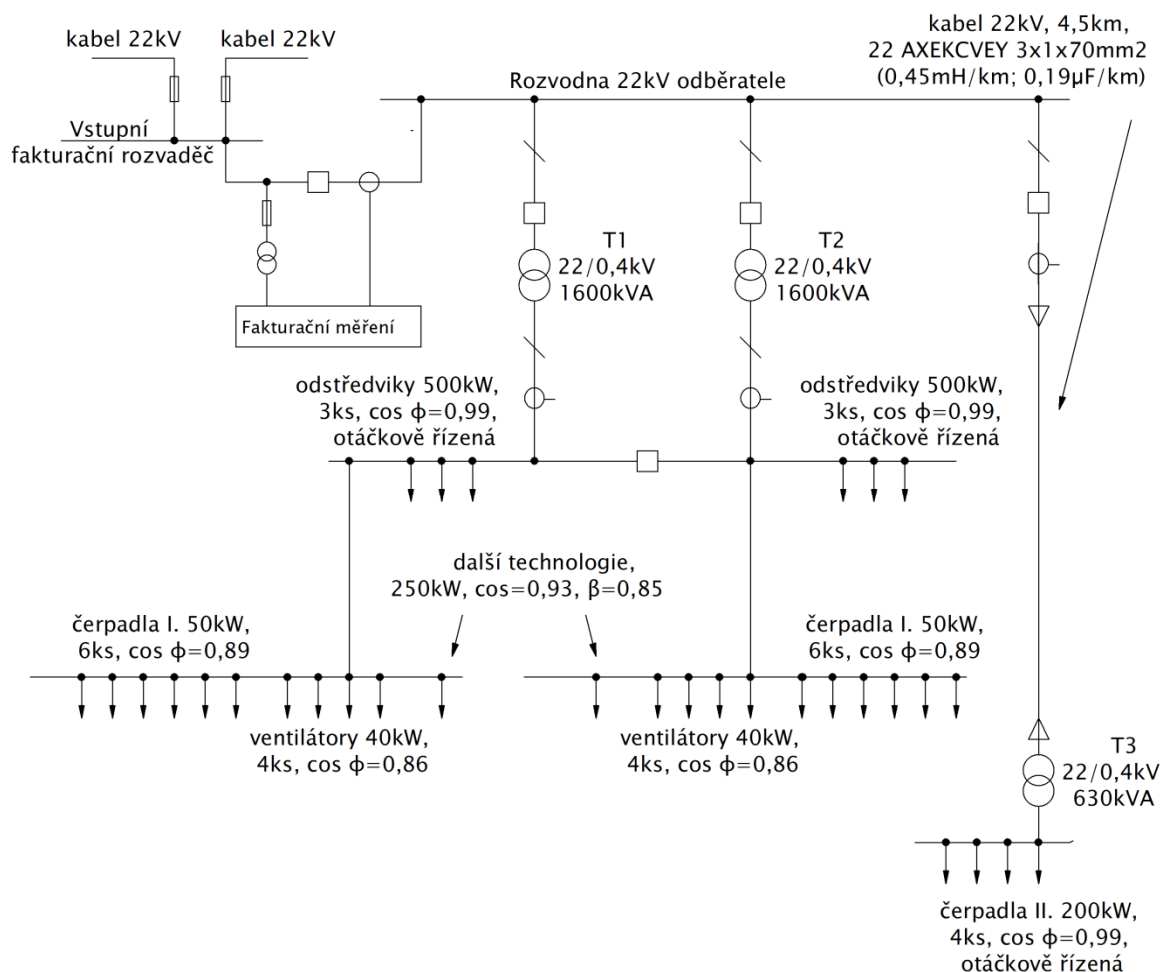 kabel 22kV
kabel 22kV
kabel 22kV, 4,5km,
22 AXEKCVEY 3x1x70mm2
(0,45mH/km; 0,19µF/km)
Rozvodna 22kV odběratele
Vstupní
fakturační rozvaděč
T1
22/0,4kV
1600kVA
T2
22/0,4kV
1600kVA
Fakturační měření
odstředviky 500kW,
3ks, cos ϕ=0,99,
otáčkově řízená
odstředviky 500kW,
3ks, cos ϕ=0,99,
otáčkově řízená
další technologie,
250kW, cos=0,93, β=0,85
čerpadla I. 50kW,
6ks, cos ϕ=0,89
čerpadla I. 50kW,
6ks, cos ϕ=0,89
ventilátory 40kW,
4ks, cos ϕ=0,86
ventilátory 40kW,
4ks, cos ϕ=0,86
T3
22/0,4kV
630kVA
čerpadla II. 200kW,
4ks, cos ϕ=0,99,
otáčkově řízená